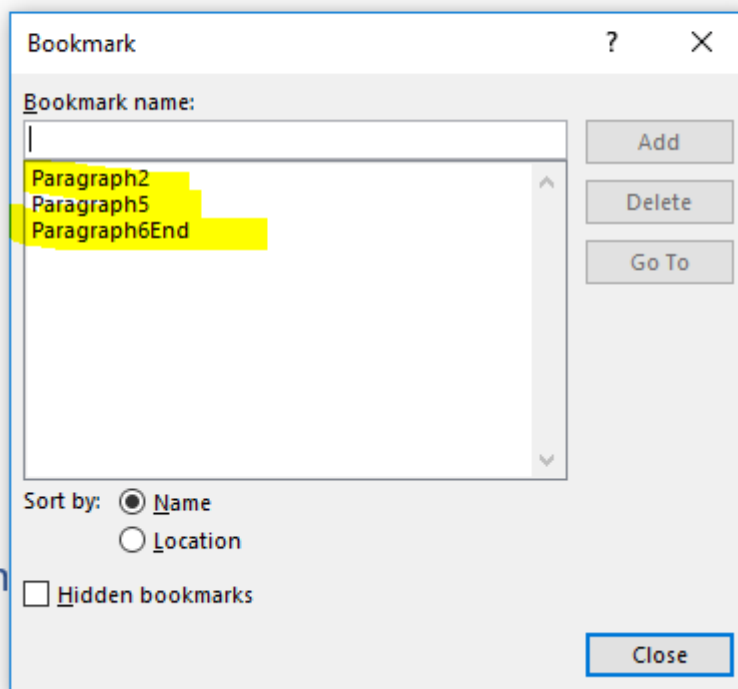 Bookmark ? X
Bookmark name:
Add
Paragraph2
Paragraph5
Paragraph6End
Delete
Go To
Sort by: Name
Location
Hidden bookmarks
Close